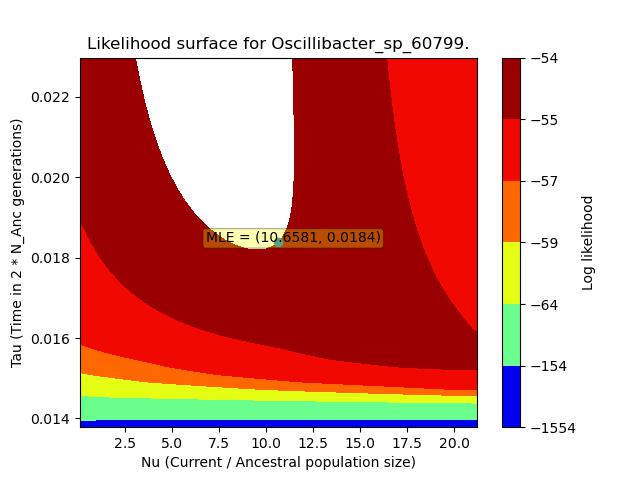 Likelihood surface for Oscillibacter_sp_60799.
Tau (Time in 2 * N_Anc generations)
0.022
0.020
0.018
0.016
0.014
MLE = (10.6581, 0.0184)
2.5 5.0 7.5 10.0 12.5 15.0 17.5 20.0
Nu (Current / Ancestral population size)
−54
−55
−57
−59
−64
−154
−1554
Log likelihood